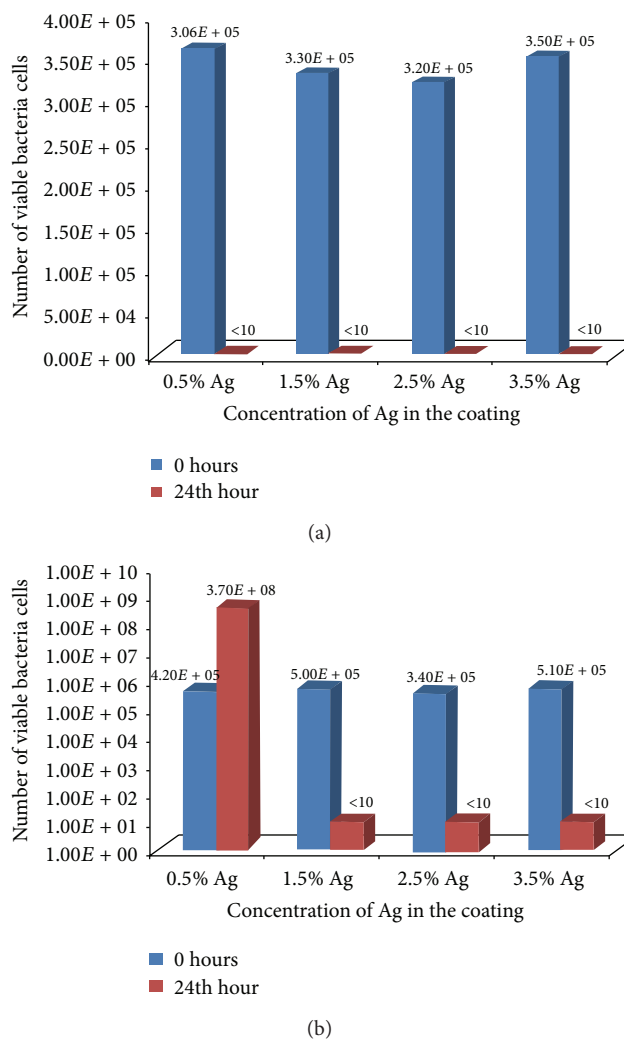 4.00E + 05
3.50E + 05
3.00E + 05
2.50E + 05
2.00E + 05
1.50E + 05
1.00E + 05
5.00E + 04
0.00E + 00
Number of viable bacteria cells
3.06E + 05
3.30E + 05
3.20E + 05
3.50E + 05
<10
<10
<10
<10
0.5% Ag
1.5% Ag
2.5% Ag
3.5% Ag
Concentration of Ag in the coating
0 hours
24th hour
(a)
1.00E + 10
1.00E + 09
1.00E + 08
1.00E + 07
1.00E + 06
1.00E + 05
1.00E + 04
1.00E + 03
1.00E + 02
1.00E + 01
1.00E + 00
Number of viable bacteria cells
4.20E + 05
3.70E + 08
5.00E + 05
<10
3.40E + 05
<10
5.10E + 05
<10
0.5% Ag
1.5% Ag
2.5% Ag
3.5% Ag
Concentration of Ag in the coating
0 hours
24th hour
(b)